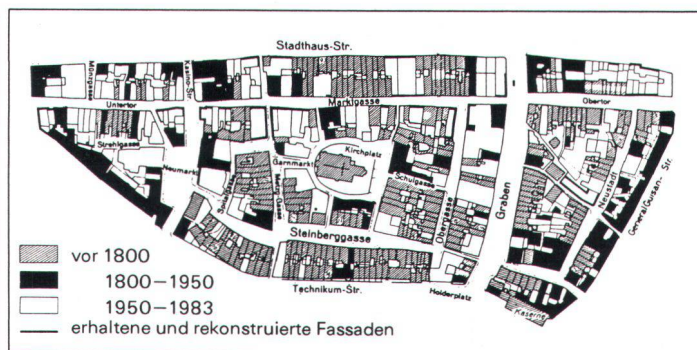 Stadthaus-Str.
Münzgasse
Kasino-Str.
Untertor
Marktgasse
Obertor
Strehlgasse
Neumarkt
Garnmarkt
Kirchplatz
Schulgasse
Obergasse
Graben
Neustadt
General Guisan-Str.
Steinberggasse
vor 1800
1800–1950
1950–1983
Technikum-Str.
Holderplatz
Kaserne
erhaltene und rekonstruierte Fassaden